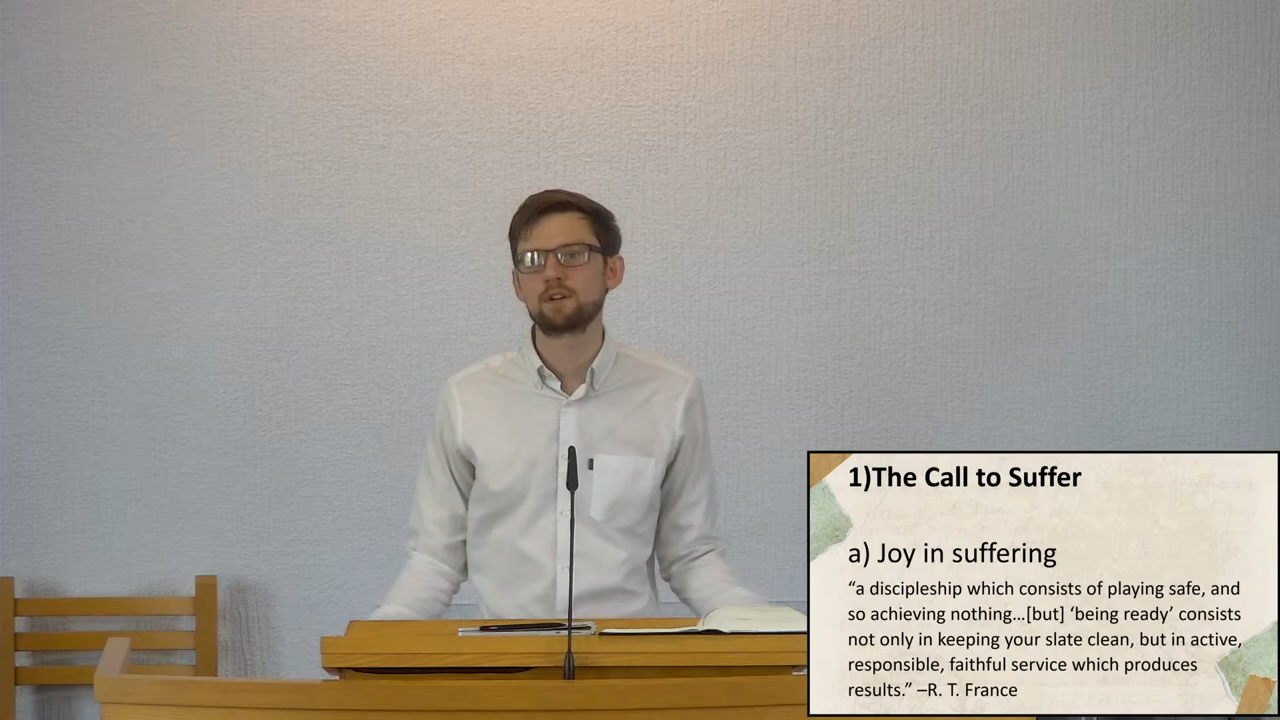 1)The Call to Suffer
a) Joy in suffering
“a discipleship which consists of playing safe, and
so achieving nothing…[but] ‘being ready’ consists
not only in keeping your slate clean, but in active,
responsible, faithful service which produces
results.” –R. T. France